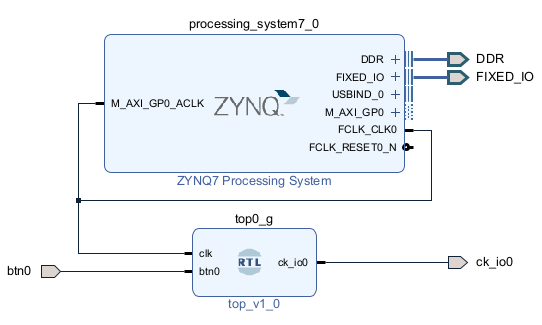 processing_system7_0
DDR
DDR
FIXED_IO
FIXED_IO
USBIND_0
M_AXI_GP0_ACLK
ZYNQ
M_AXI_GP0
FCLK_CLK0
FCLK_RESET0_N
ZYNQ7 Processing System
top0_g
clk
RTL
ck_io0
ck_io0
btn0
btn0
top_v1_0